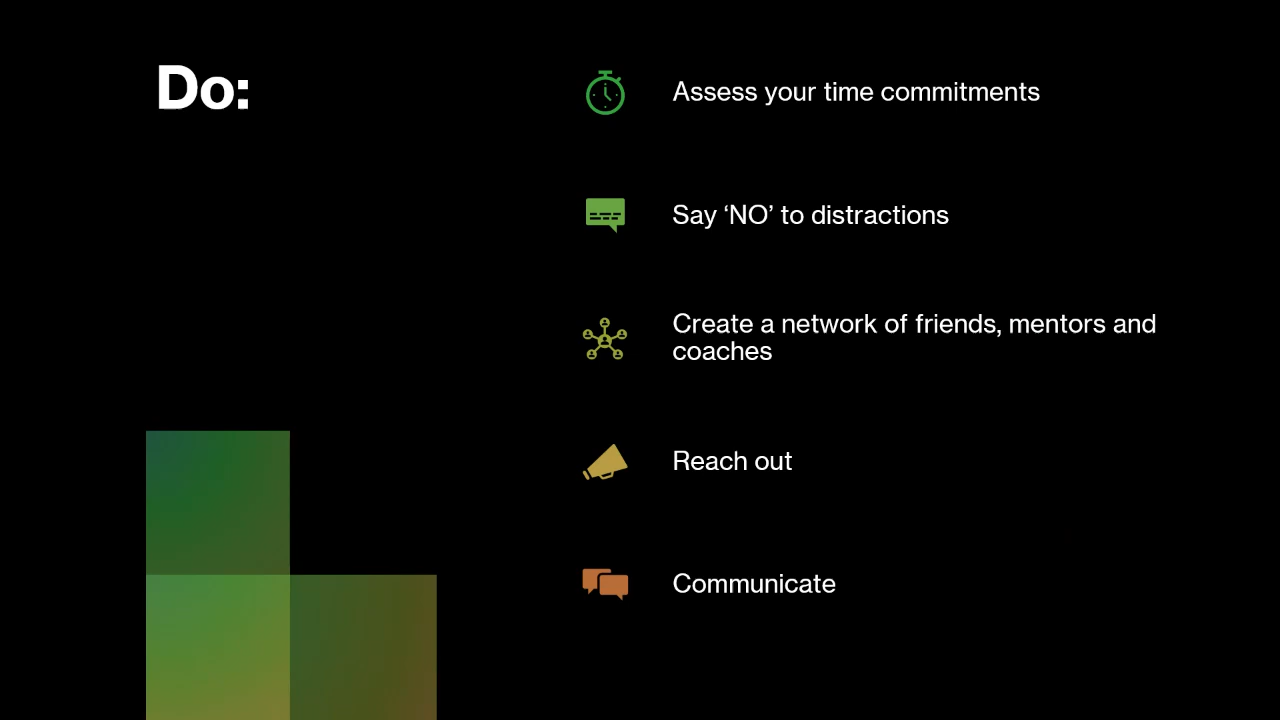 Do:
Assess your time commitments
Say ‘NO’ to distractions
Create a network of friends, mentors and
coaches
Reach out
Communicate